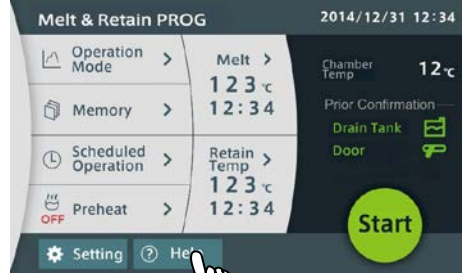 Melt & Retain PROG
2014/12/31 12:34
Operation
Mode
Memory
Scheduled
Operation
OFF
Preheat
Melt
123 ℃
12:34
Retain
Temp
123 ℃
12:34
Chamber
Temp
12℃
Prior Confirmation
Drain Tank
Door
Start
Setting